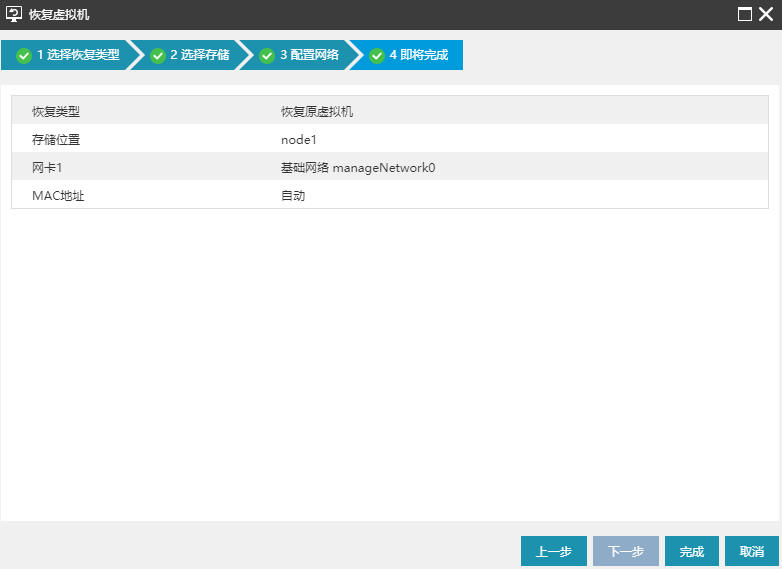 恢复虚拟机
1 选择恢复类型 2 选择存储 3 配置网络 4 即将完成
恢复类型 恢复原虚拟机
存储位置 node1
网卡1 基础网络 manageNetwork0
MAC地址 自动
上一步 下一步 完成 取消